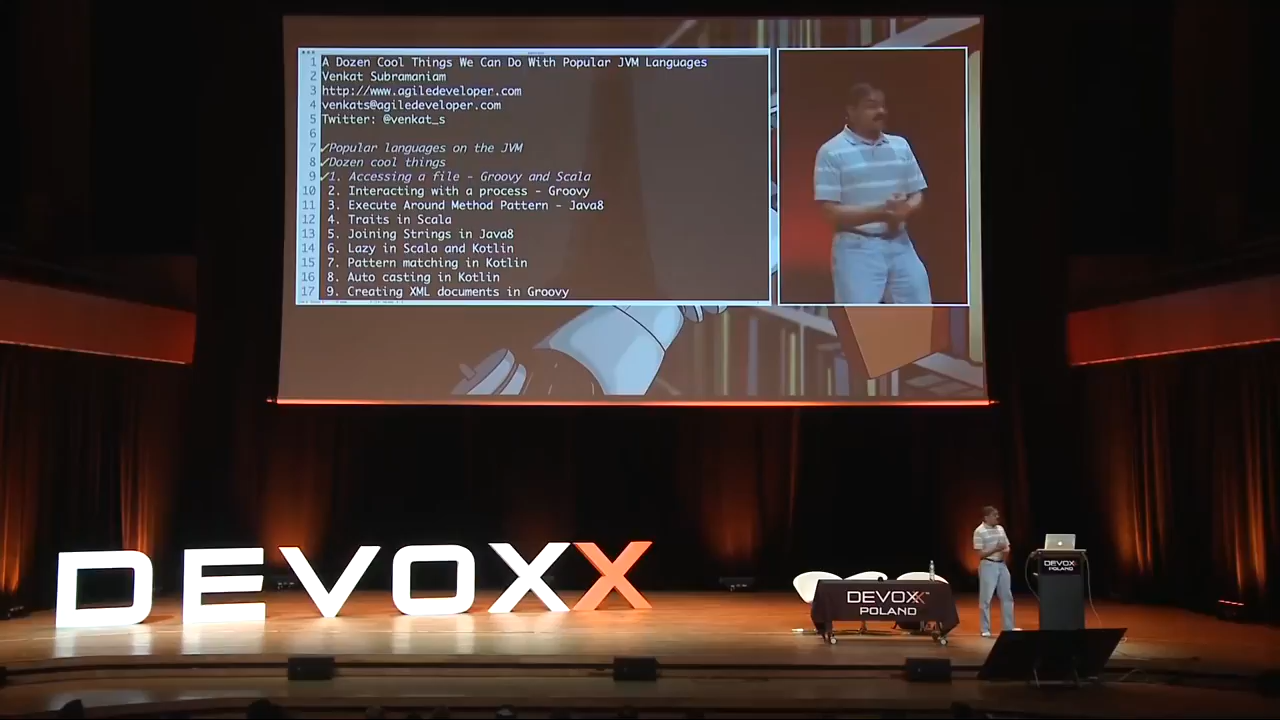 1 A Dozen Cool Things We Can Do With Popular JVM Languages
2 Venkat Subramaniam
3 http://www.agiledeveloper.com
4 venkats@agiledeveloper.com
5 Twitter: @venkat_s
6
7 ✓Popular languages on the JVM
8 ✓Dozen cool things
9 ✓1. Accessing a file - Groovy and Scala
10 2. Interacting with a process - Groovy
11 3. Execute Around Method Pattern - Java8
12 4. Traits in Scala
13 5. Joining Strings in Java8
14 6. Lazy in Scala and Kotlin
15 7. Pattern matching in Kotlin
16 8. Auto casting in Kotlin
17 9. Creating XML documents in Groovy
DEVOXX
DEVOXX™
POLAND
DEVOXX
POLAND